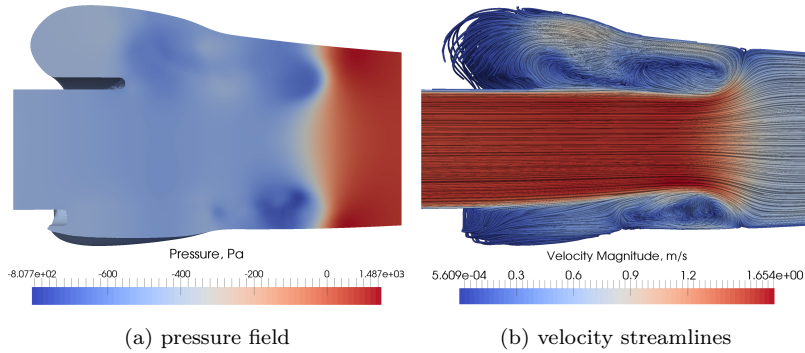 Pressure, Pa
-8.077e+02 -600 -400 -200 0 1.487e+03
Velocity Magnitude, m/s
5.609e-04 0.3 0.6 0.9 1.2 1.654e+00
(a) pressure field
(b) velocity streamlines